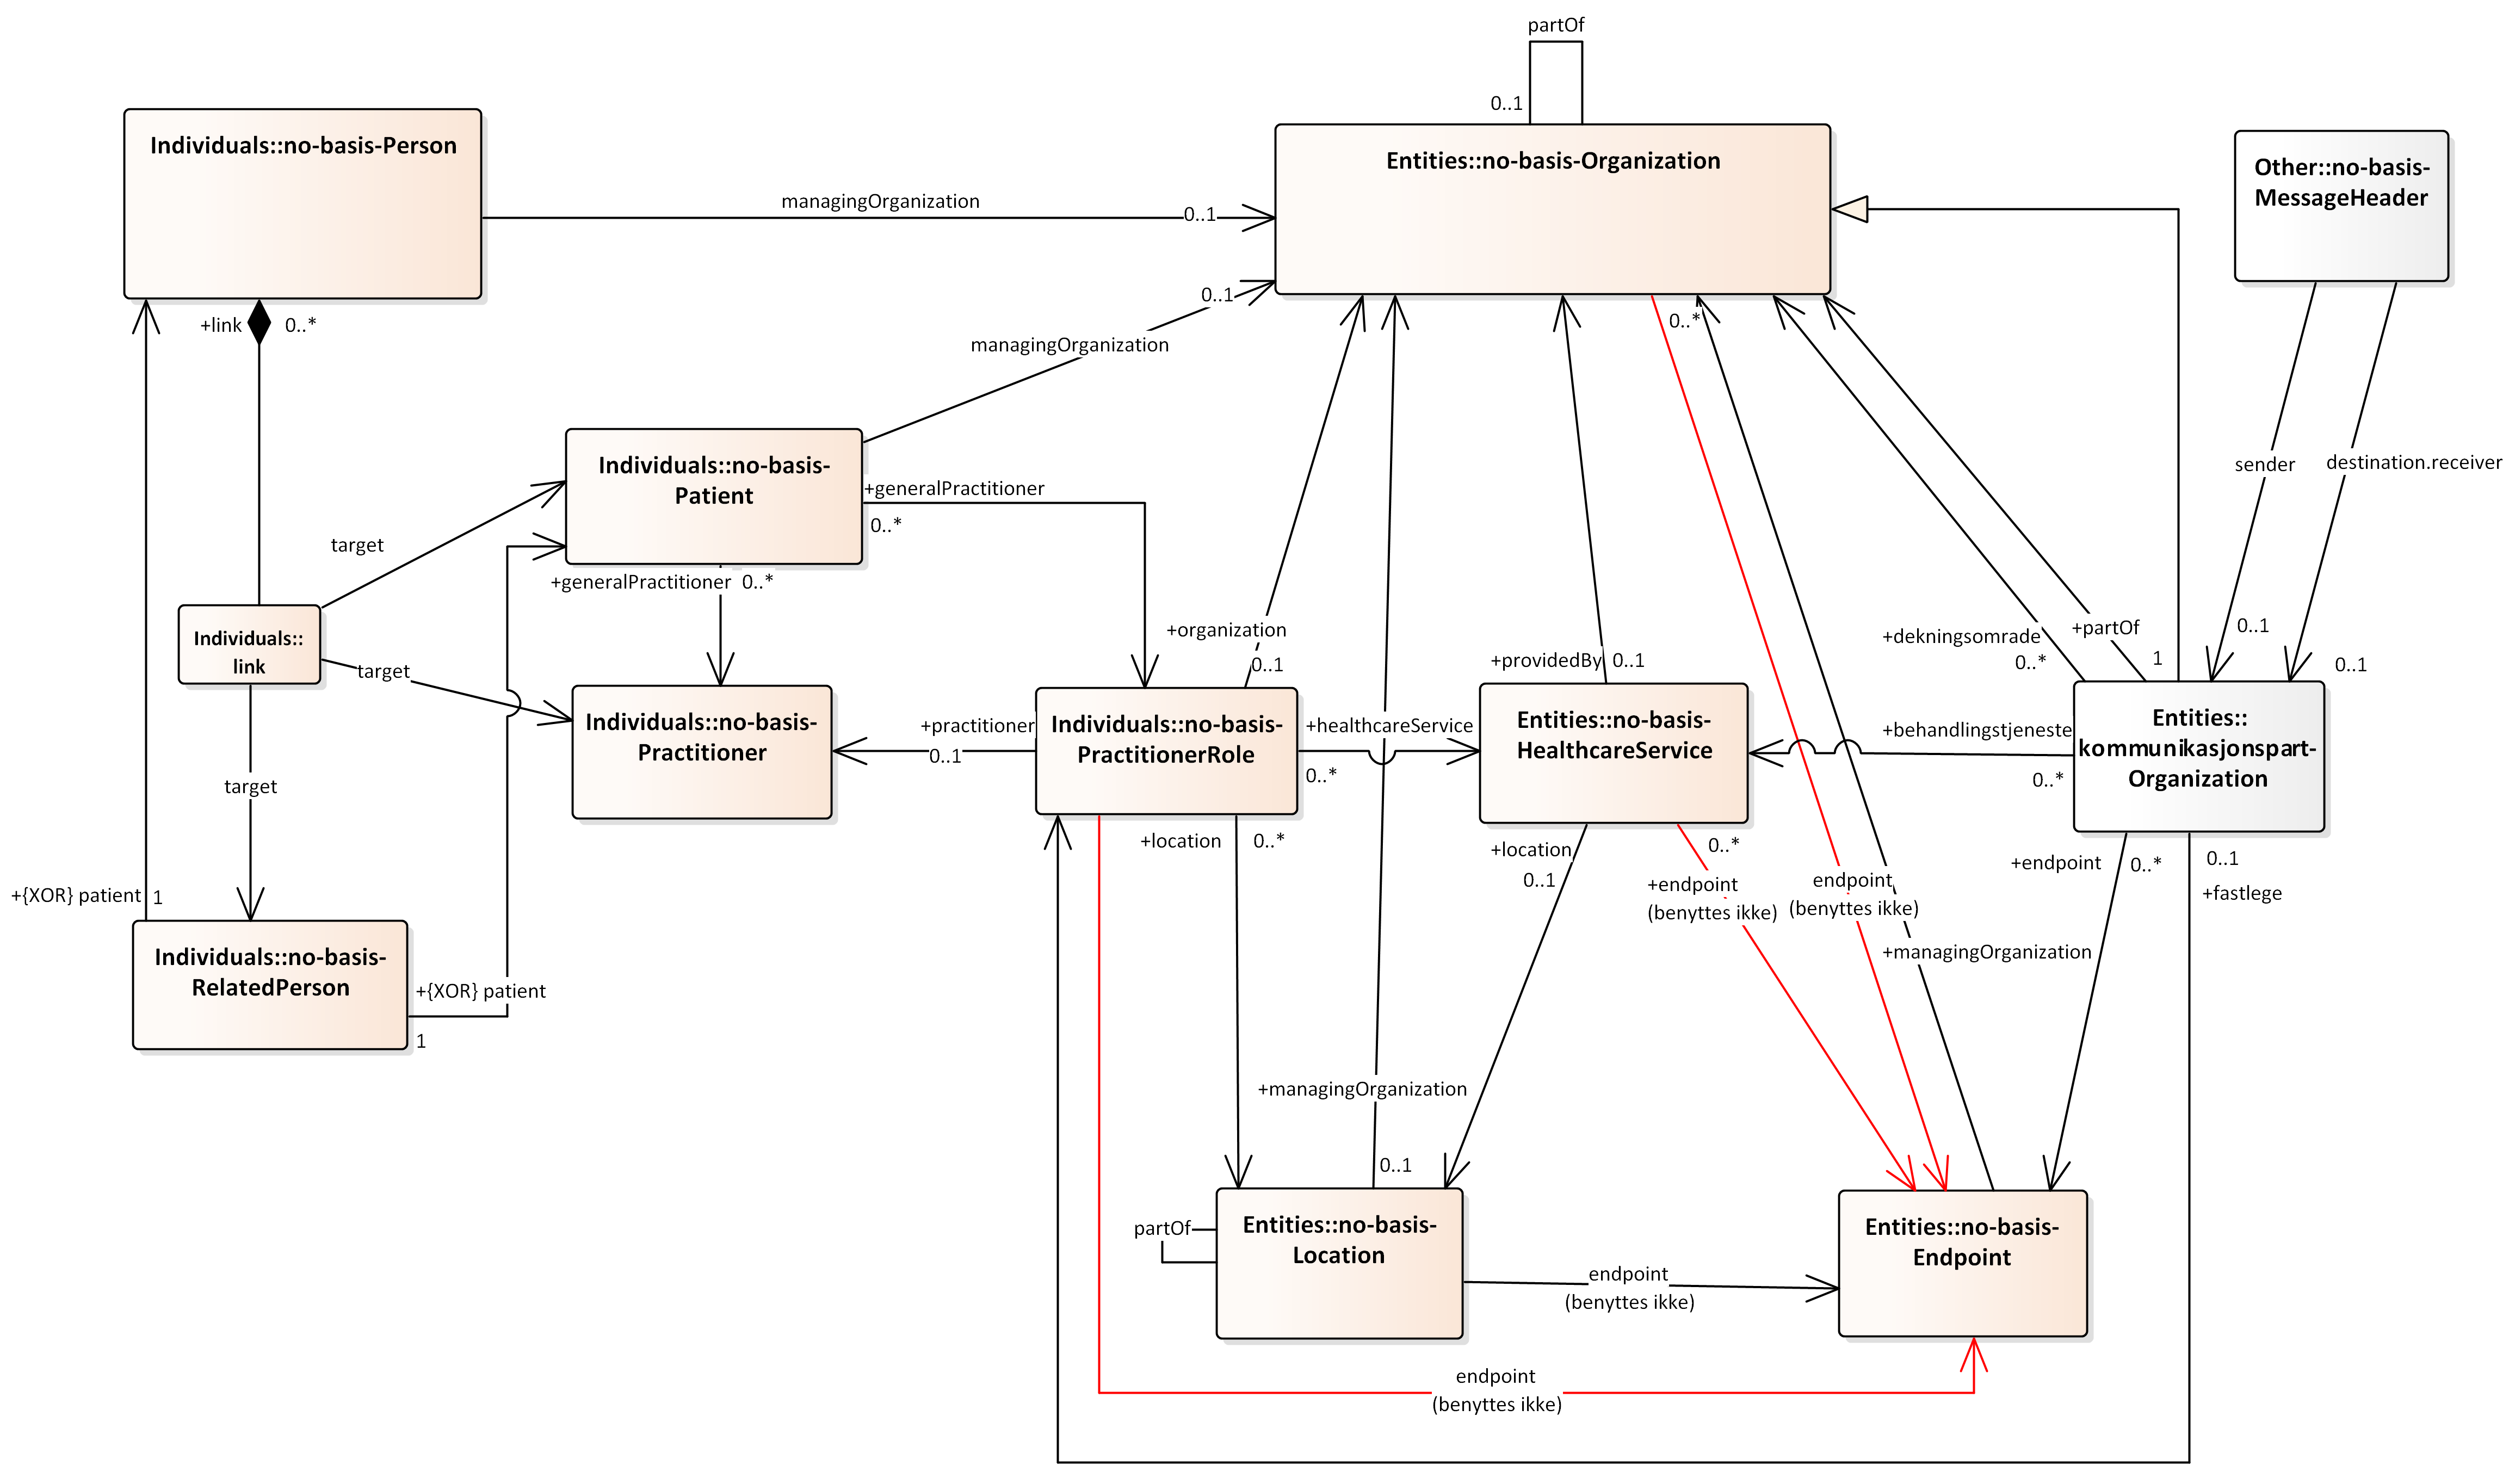 partOf
0..1
Individuals::no-basis-Person
Entities::no-basis-Organization
Other::no-basis-
MessageHeader
managingOrganization
0..1
0..1
+link
0..*
0..*
managingOrganization
Individuals::no-basis-
Patient
+generalPractitioner
0..*
sender
destination.receiver
target
+generalPractitioner
0..*
Individuals::
link
target
+organization
0..1
+providedBy
0..1
+dekningsomrade
0..*
+partOf
1
0..1
0..1
Individuals::no-basis-
Practitioner
+practitioner
0..1
Individuals::no-basis-
PractitionerRole
+healthcareService
0..*
Entities::no-basis-
HealthcareService
+behandlingstjeneste
0..*
Entities::
kommunikasjonspart-
Organization
target
+location
0..*
+location
0..1
0..*
+endpoint
(benyttes ikke)
endpoint
(benyttes ikke)
+endpoint
0..*
0..1
+fastlege
+{XOR} patient
1
Individuals::no-basis-
RelatedPerson
+{XOR} patient
1
+managingOrganization
+managingOrganization
0..1
partOf
Entities::no-basis-
Location
endpoint
(benyttes ikke)
Entities::no-basis-
Endpoint
endpoint
(benyttes ikke)